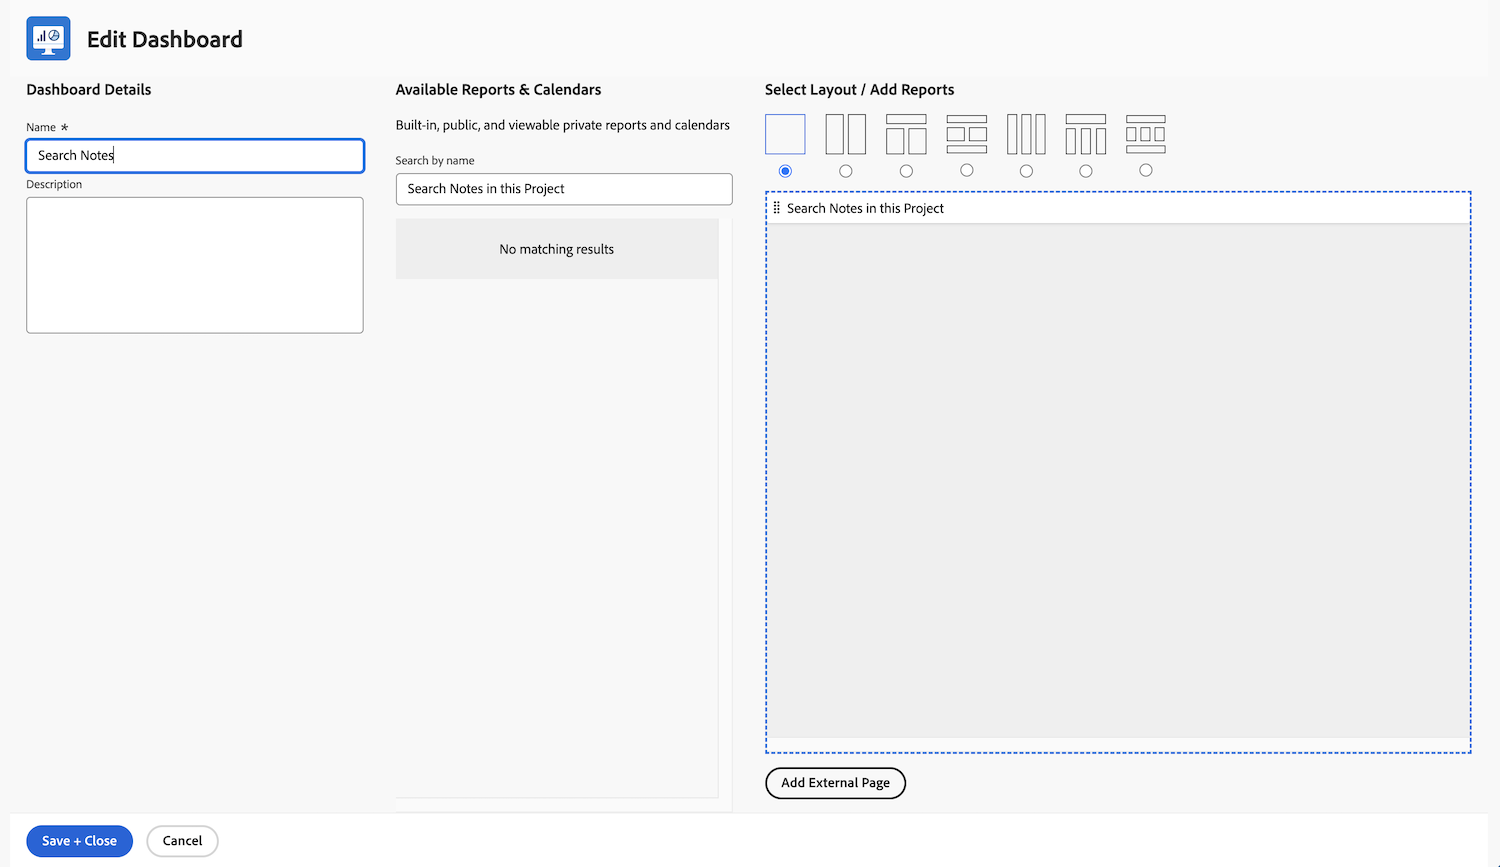 Edit Dashboard
Dashboard Details
Name *
Search Notes
Description
Available Reports & Calendars
Built-in, public, and viewable private reports and calendars
Search by name
Search Notes in this Project
No matching results
Select Layout / Add Reports
Search Notes in this Project
Add External Page
Save + Close
Cancel